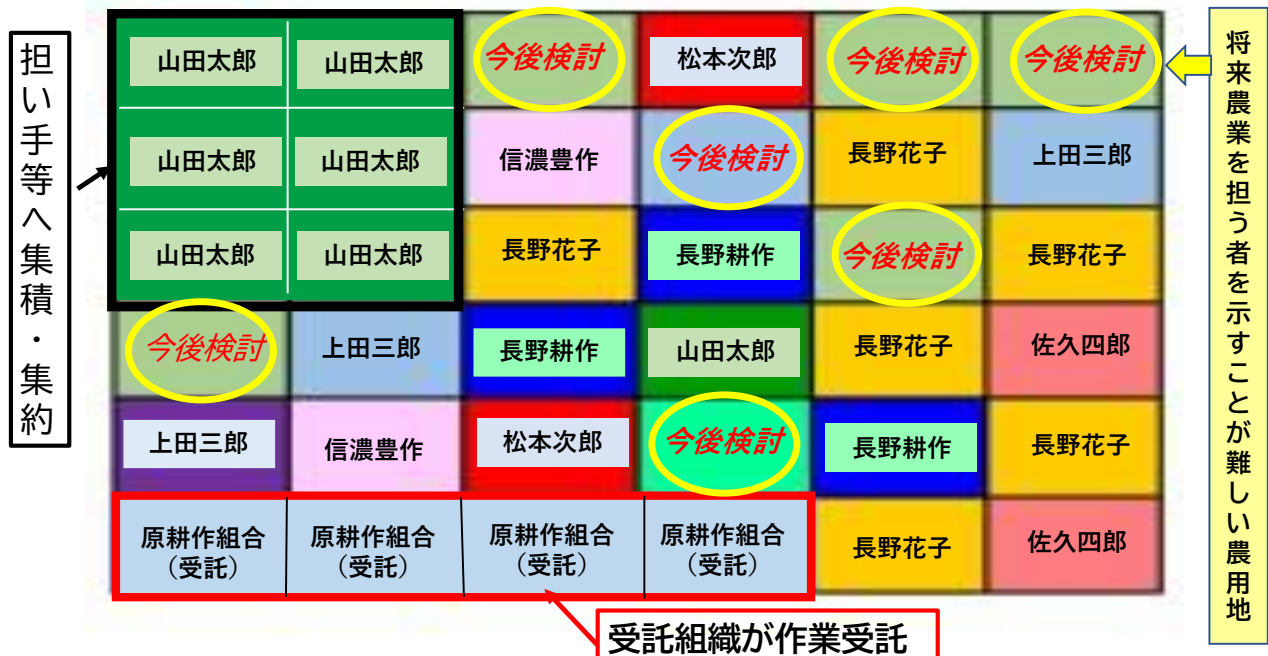 担い手等へ集積・集約
山田太郎 山田太郎 今後検討 松本次郎 今後検討 今後検討
山田太郎 山田太郎 信濃豊作 今後検討 長野花子 上田三郎
山田太郎 山田太郎 長野花子 長野耕作 今後検討 長野花子
今後検討 上田三郎 長野耕作 山田太郎 長野花子 佐久四郎
上田三郎 信濃豊作 松本次郎 今後検討 長野耕作 長野花子
原耕作組合 原耕作組合 原耕作組合 原耕作組合 長野花子 佐久四郎
（受託） （受託） （受託） （受託）
受託組織が作業受託
将来農業を担う者を示すことが難しい農用地